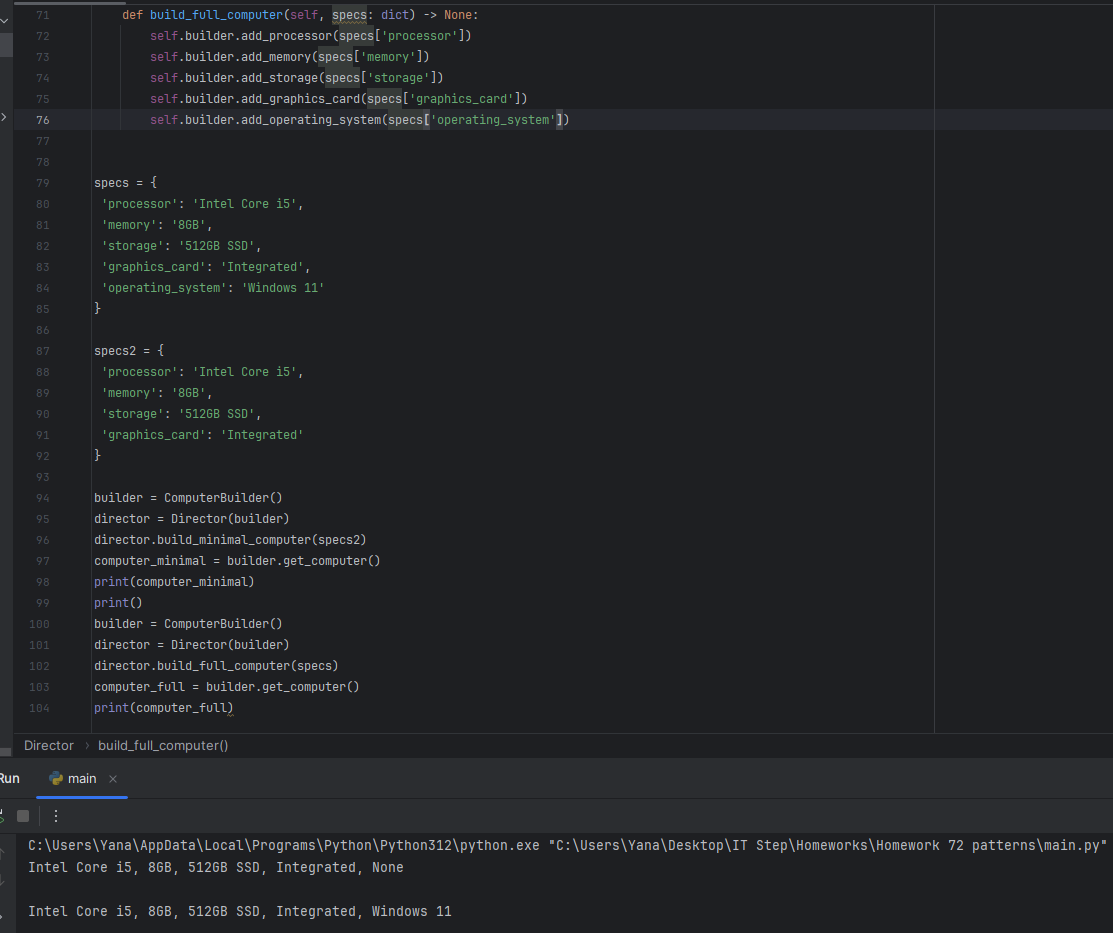 71 def build_full_computer(self, specs: dict) -> None:
72 self.builder.add_processor(specs['processor'])
73 self.builder.add_memory(specs['memory'])
74 self.builder.add_storage(specs['storage'])
75 self.builder.add_graphics_card(specs['graphics_card'])
76 self.builder.add_operating_system(specs['operating_system'])
77
78
79 specs = {
80 'processor': 'Intel Core i5',
81 'memory': '8GB',
82 'storage': '512GB SSD',
83 'graphics_card': 'Integrated',
84 'operating_system': 'Windows 11'
85 }
86
87 specs2 = {
88 'processor': 'Intel Core i5',
89 'memory': '8GB',
90 'storage': '512GB SSD',
91 'graphics_card': 'Integrated'
92 }
93
94 builder = ComputerBuilder()
95 director = Director(builder)
96 director.build_minimal_computer(specs2)
97 computer_minimal = builder.get_computer()
98 print(computer_minimal)
99 print()
100 builder = ComputerBuilder()
101 director = Director(builder)
102 director.build_full_computer(specs)
103 computer_full = builder.get_computer()
104 print(computer_full)
Director › build_full_computer()
Run main ×
C:\Users\Yana\AppData\Local\Programs\Python\Python312\python.exe "C:\Users\Yana\Desktop\IT Step\Homeworks\Homework 72 patterns\main.py"
Intel Core i5, 8GB, 512GB SSD, Integrated, None
Intel Core i5, 8GB, 512GB SSD, Integrated, Windows 11